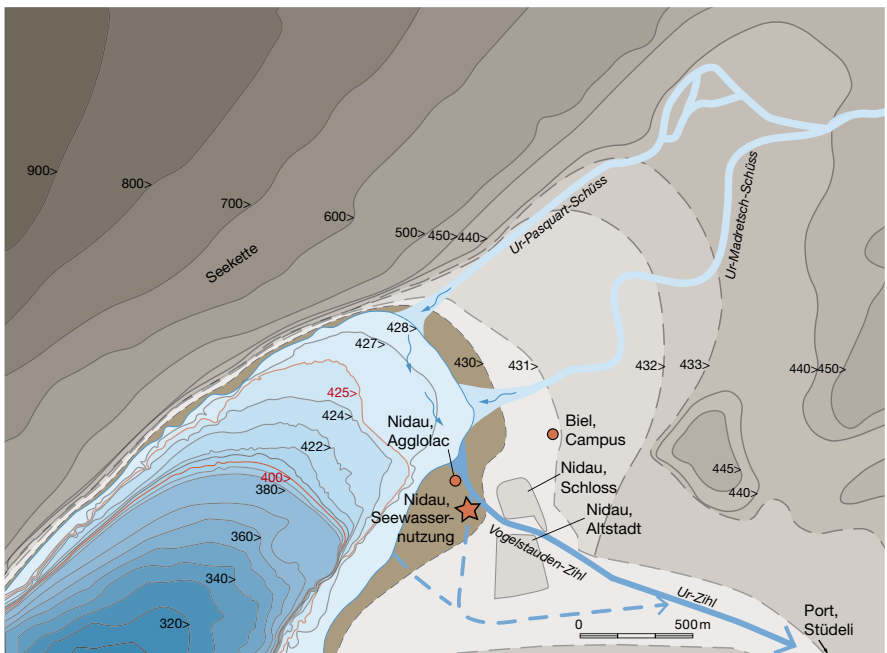 900>
800>
700>
600>
500>
450>
440>
Seekette
Ur-Pasquart-Schüss
Ur-Madretsch-Schüss
428>
427>
430>
431>
432>
433>
440>
450>
425>
424>
422>
400>
380>
360>
340>
320>
445>
440>
Nidau,
Agglolac
Biel,
Campus
Nidau,
Schloss
Nidau,
Altstadt
Nidau,
Seewasser-
nutzung
Vogelstauden-Zihl
Ur-Zihl
Port,
Stüdeli
0
500 m